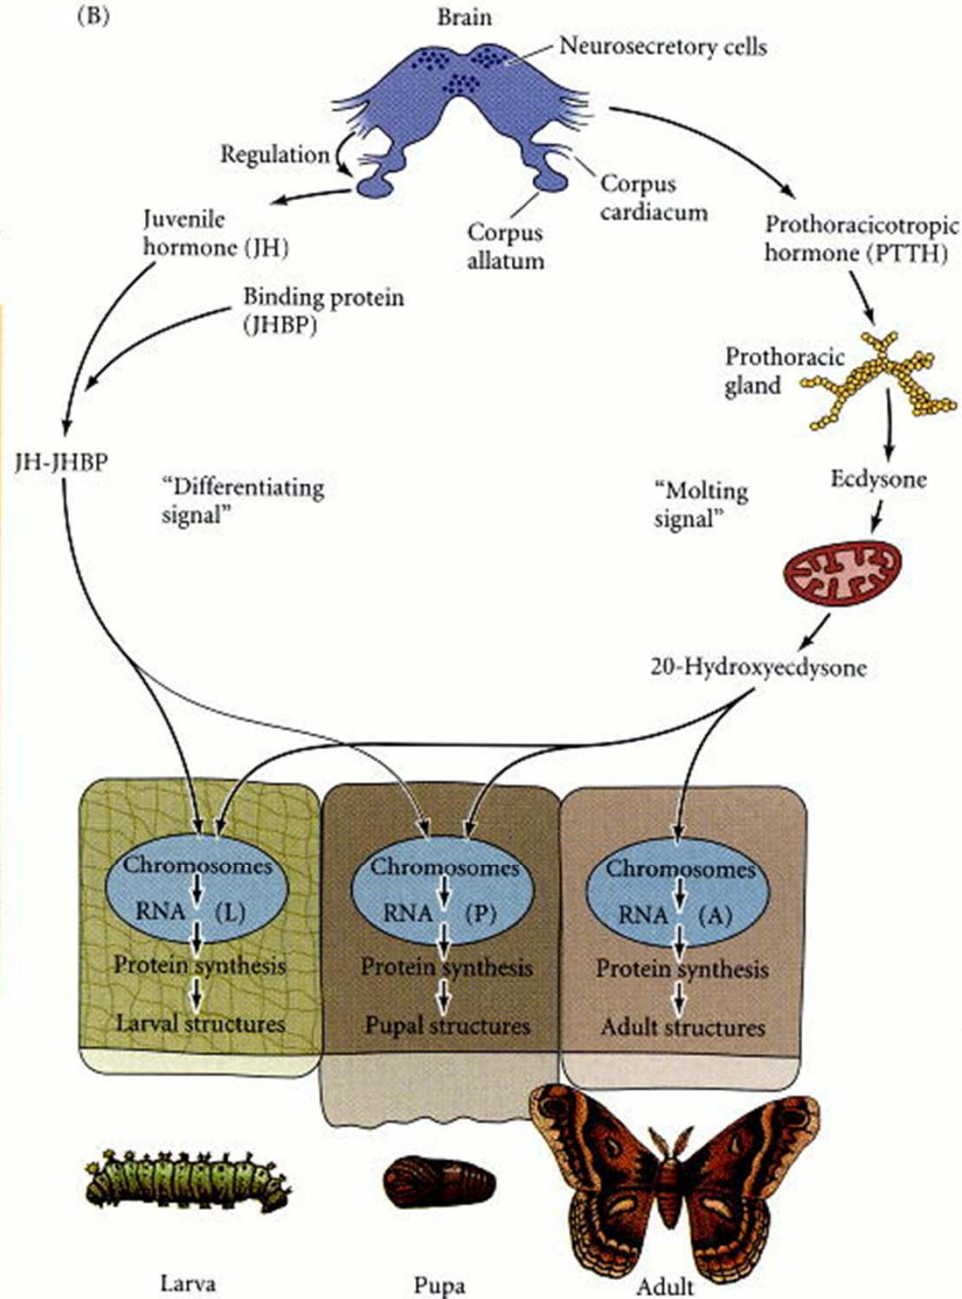 (B)
Brain
Neurosecretory cells
Regulation
Corpus
cardiacum
Corpus
allatum
Juvenile
hormone (JH)
Prothoracicotropic
hormone (PTTH)
Binding protein
(JHBP)
Prothoracic
gland
JH-JHBP
“Differentiating
signal”
“Molting
signal”
Ecdysone
20-Hydroxyecdysone
Chromosomes
RNA (L)
Protein synthesis
Larval structures
Chromosomes
RNA (P)
Protein synthesis
Pupal structures
Chromosomes
RNA (A)
Protein synthesis
Adult structures
Larva
Pupa
Adult